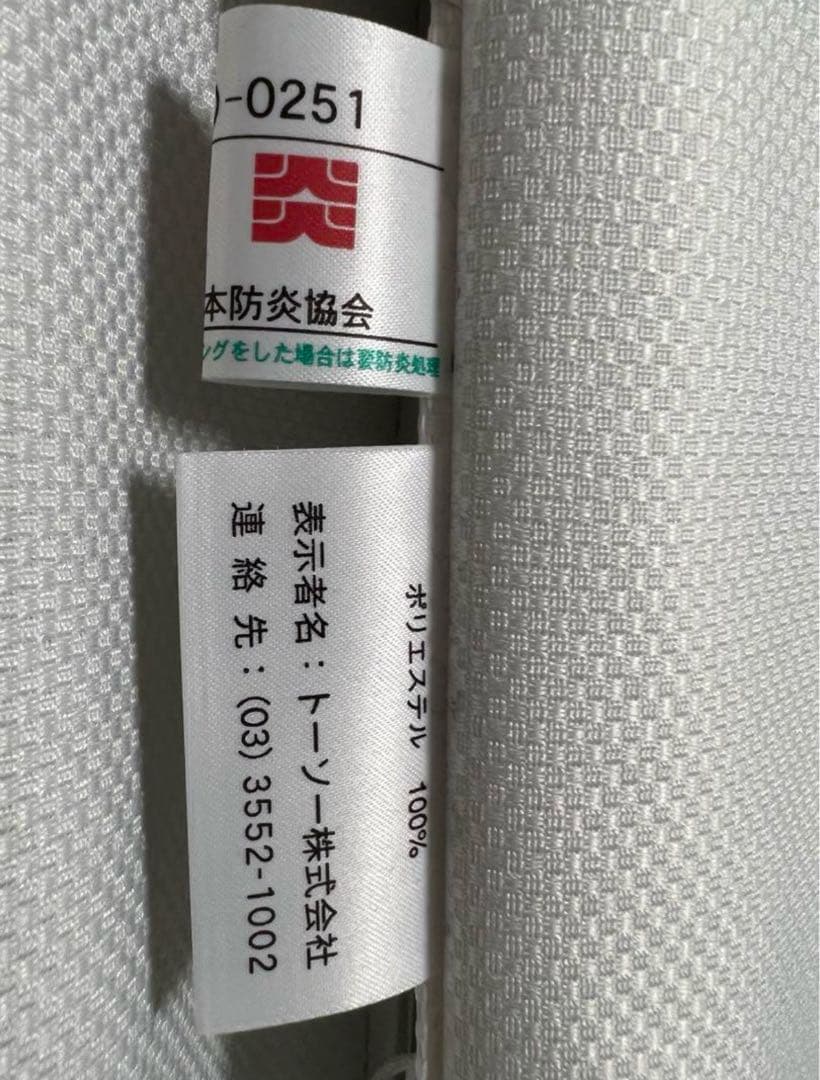 )-0251
炎
本防炎協会
ングをした場合は要防炎処理
ポリエステル 100%
表示者名：トーソー株式会社
連絡先：(03)3552-1002